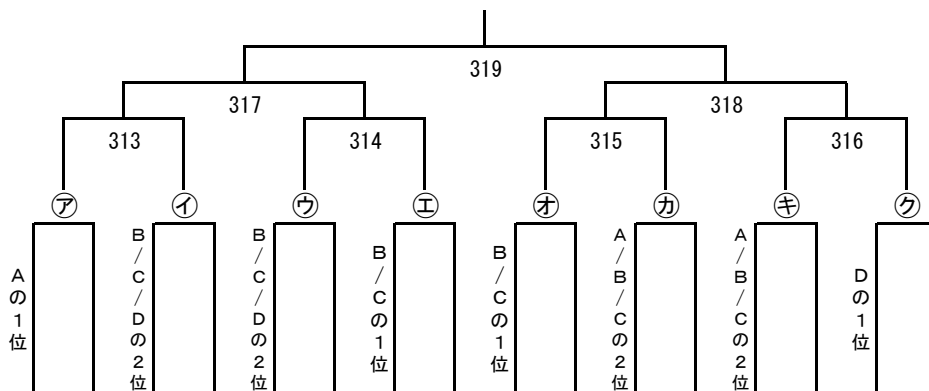 319
317
318
313
314
315
316
㋐
㋑
㋒
㋓
㋔
㋕
㋖
㋗
Aの1位
B/C/Dの2位
B/C/Dの2位
B/Cの1位
B/Cの1位
A/B/Cの2位
A/B/Cの2位
Dの1位